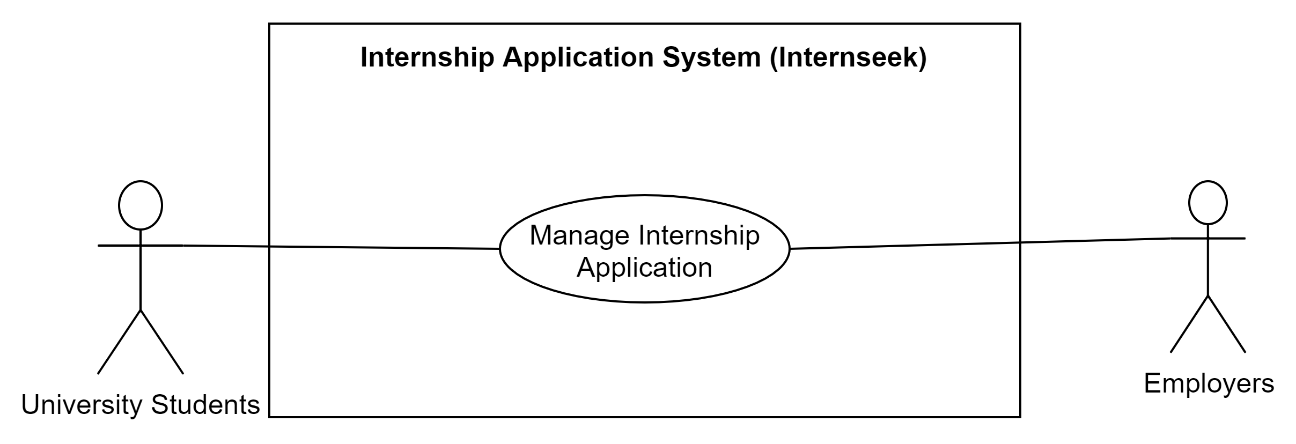 Internship Application System (Internseek)
Manage Internship
Application
University Students
Employers